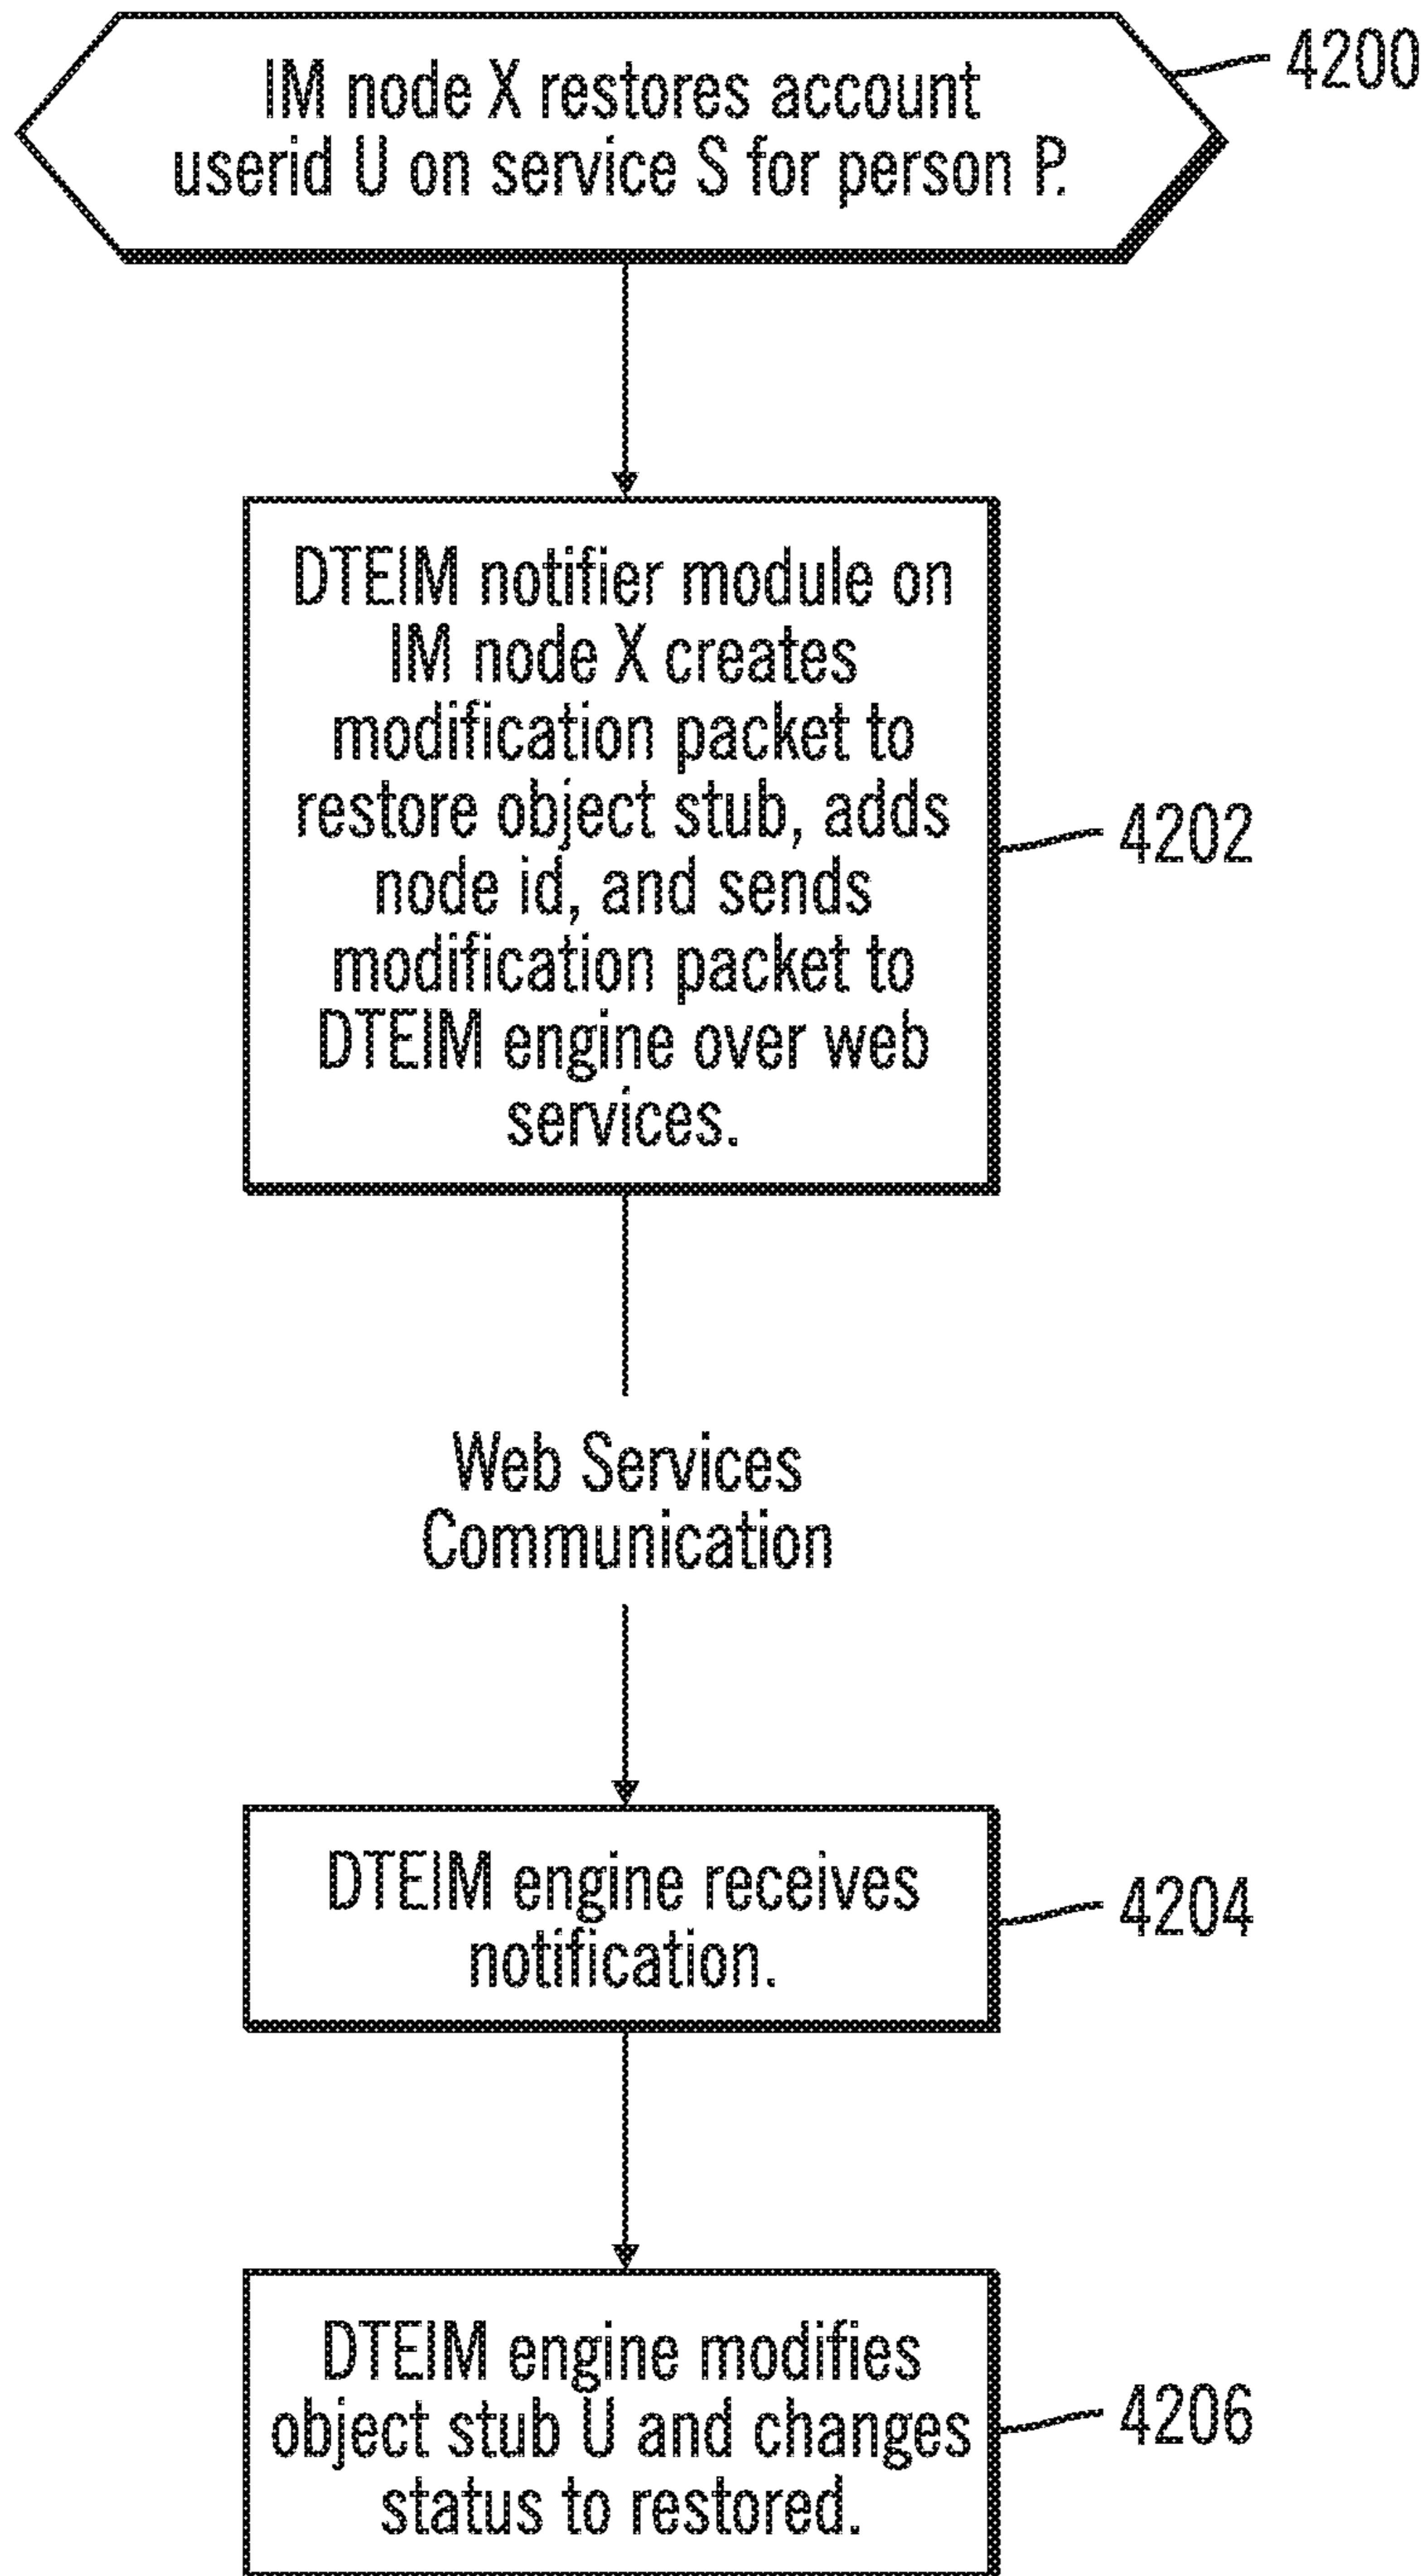 IM node X restores account
userid U on service S for person P.
4200
DTEIM notifier module on
IM node X creates
modification packet to
restore object stub, adds
node id, and sends
modification packet to
DTEIM engine over web
services.
4202
Web Services
Communication
DTEIM engine receives
notification.
4204
DTEIM engine modifies
object stub U and changes
status to restored.
4206